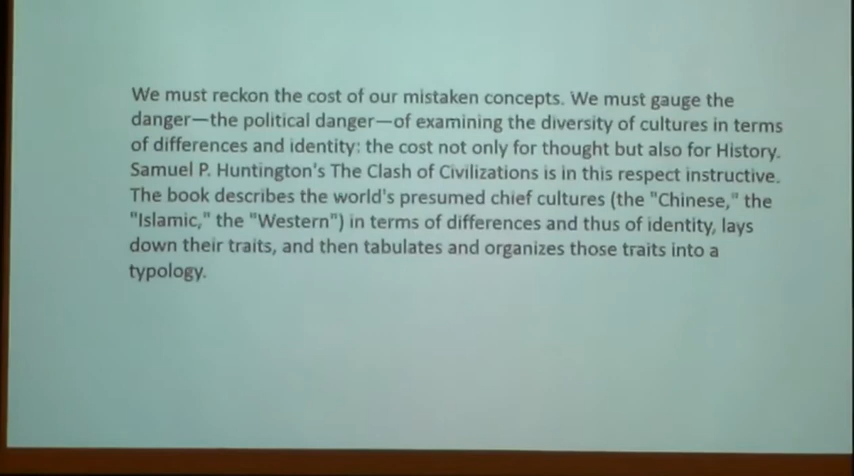 We must reckon the cost of our mistaken concepts. We must gauge the
danger—the political danger—of examining the diversity of cultures in terms
of differences and identity: the cost not only for thought but also for History.
Samuel P. Huntington's The Clash of Civilizations is in this respect instructive.
The book describes the world's presumed chief cultures (the "Chinese," the
"Islamic," the "Western") in terms of differences and thus of identity, lays
down their traits, and then tabulates and organizes those traits into a
typology.